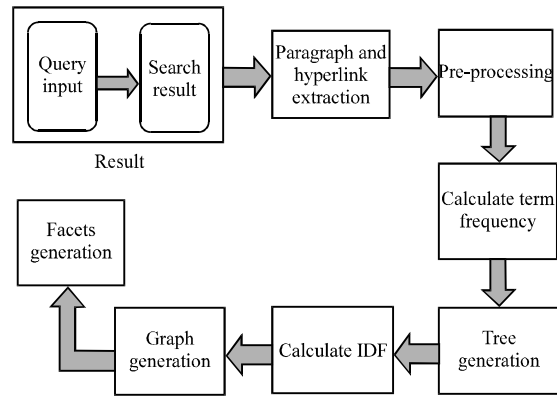 Query
input
Search
result
Result
Paragraph and
hyperlink
extraction
Pre-processing
Calculate term
frequency
Tree
generation
Calculate IDF
Graph
generation
Facets
generation